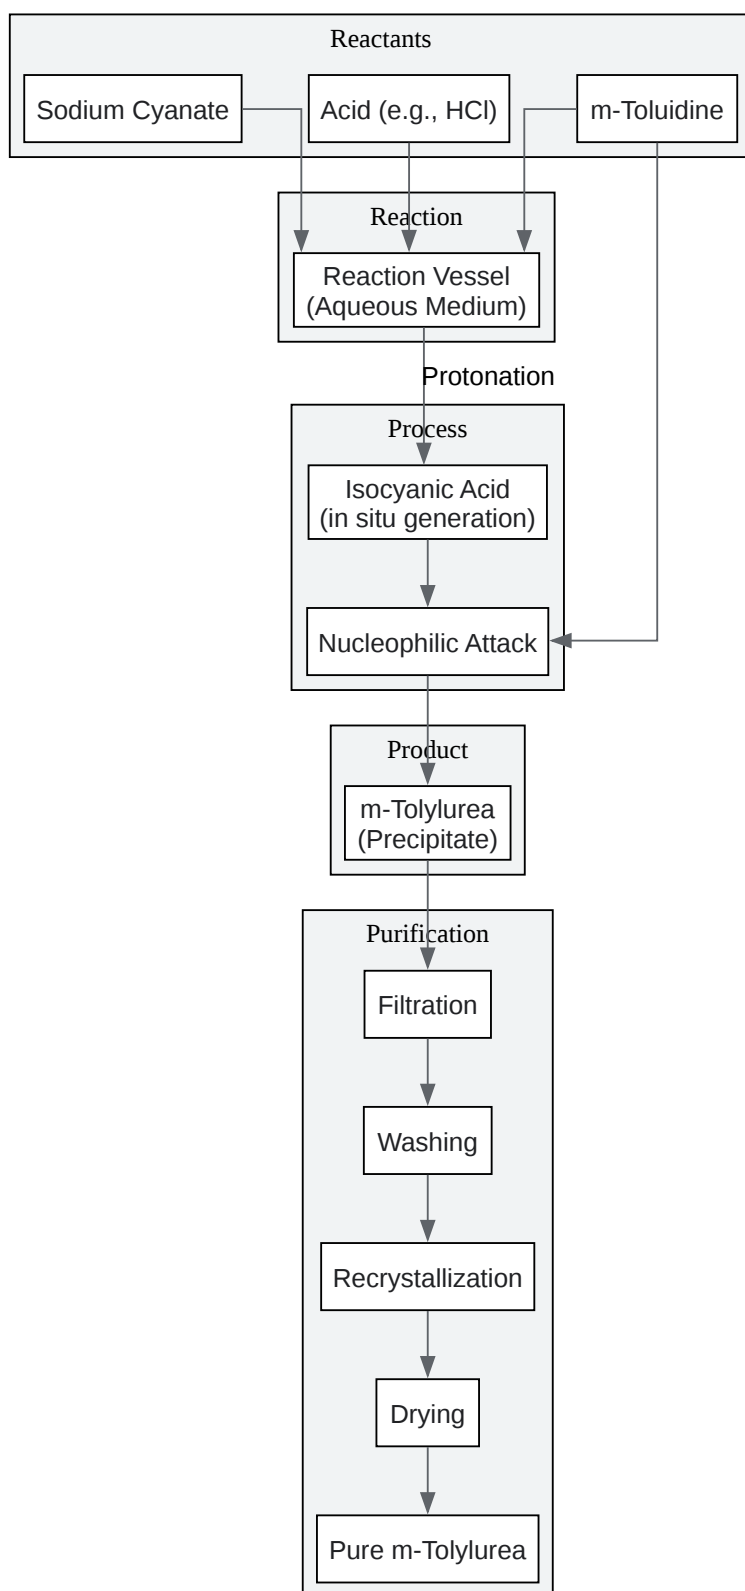 Reactants
Sodium Cyanate
Acid (e.g., HCl)
m-Toluidine
Reaction
Reaction Vessel
(Aqueous Medium)
Protonation
Process
Isocyanic Acid
(in situ generation)
Nucleophilic Attack
Product
m-Tolylurea
(Precipitate)
Purification
Filtration
Washing
Recrystallization
Drying
Pure m-Tolylurea